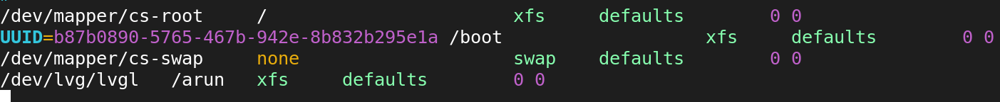 /dev/mapper/cs-root     /                       xfs     defaults        0 0
UUID=b87b0890-5765-467b-942e-8b832b295e1a /boot                   xfs     defaults        0 0
/dev/mapper/cs-swap     none                    swap    defaults        0 0
/dev/lvg/lvgl   /arun   xfs     defaults        0 0